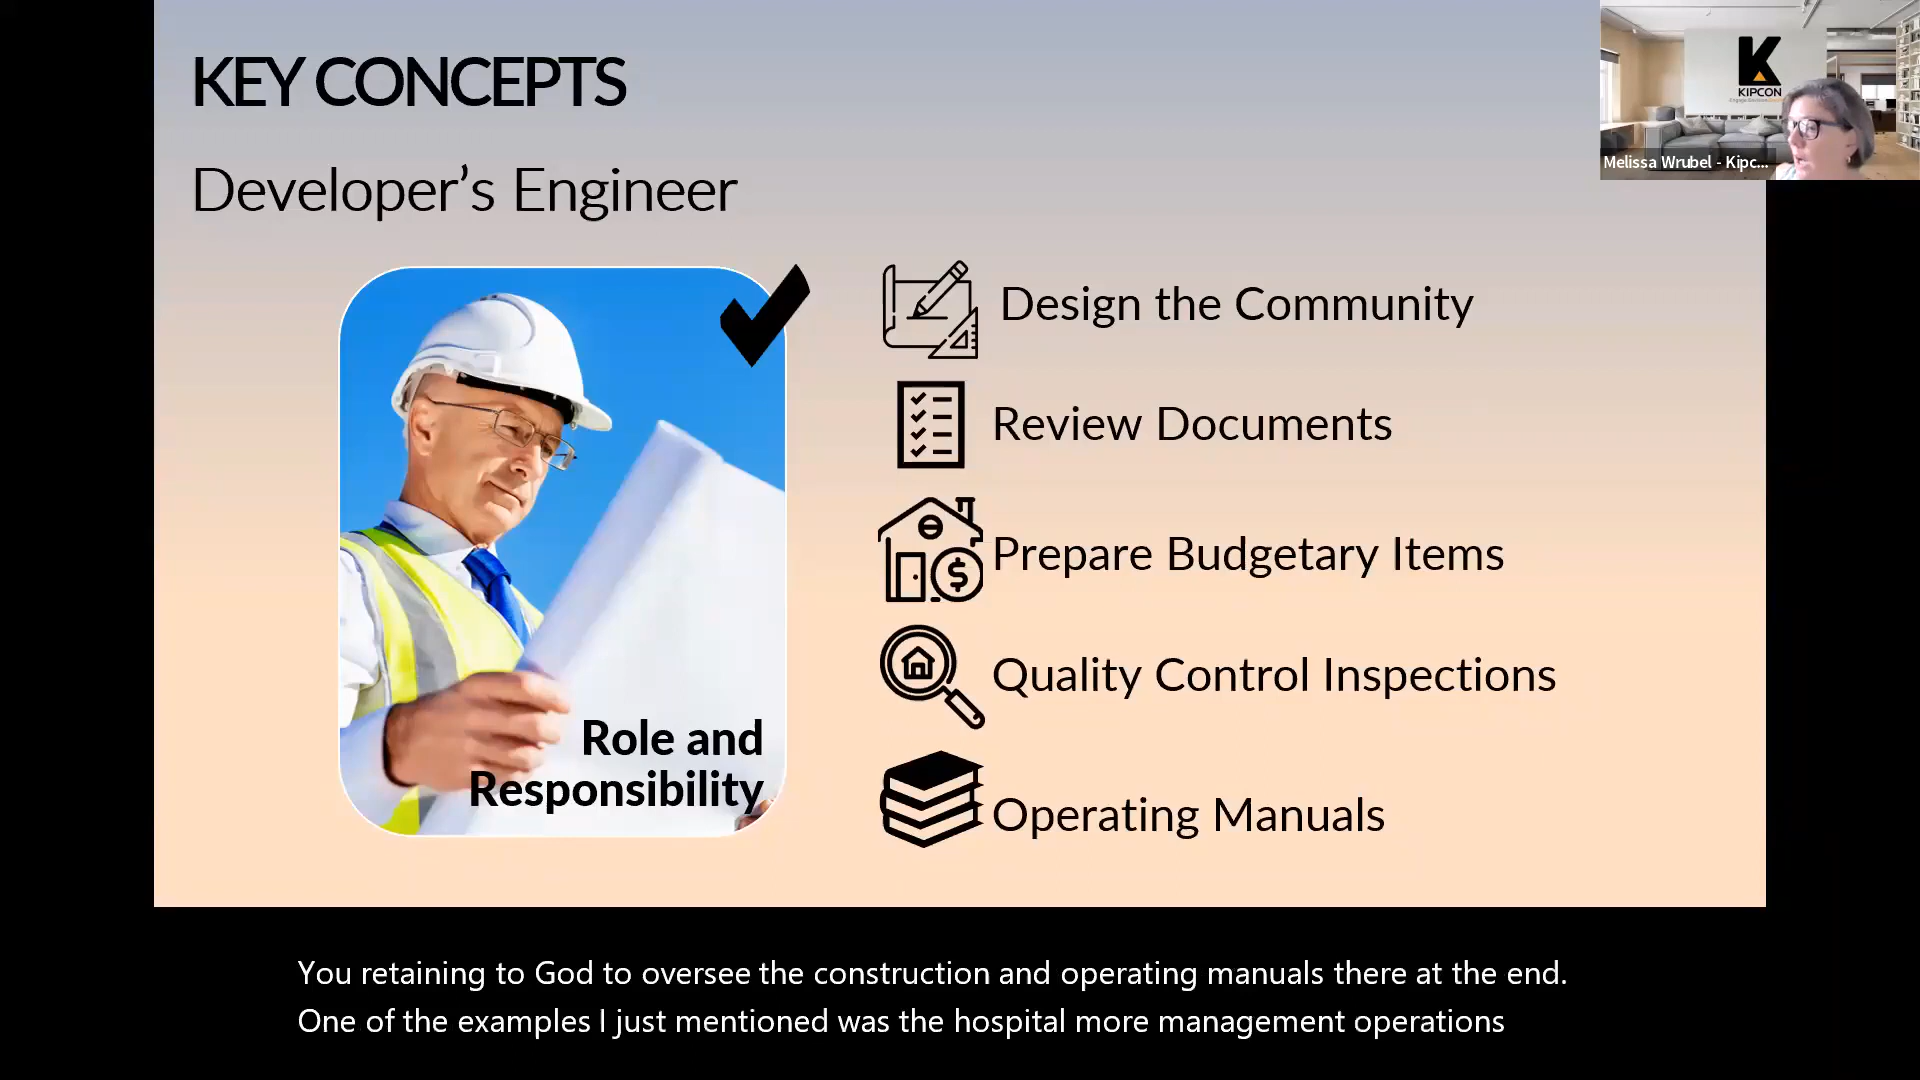 KEY CONCEPTS
Developer’s Engineer
K
KIPCON
Melissa Wrubel - Kipc...
Design the Community
Review Documents
Prepare Budgetary Items
$
Quality Control Inspections
Operating Manuals
Role and
Responsibility
You retaining to God to oversee the construction and operating manuals there at the end.
One of the examples I just mentioned was the hospital more management operations